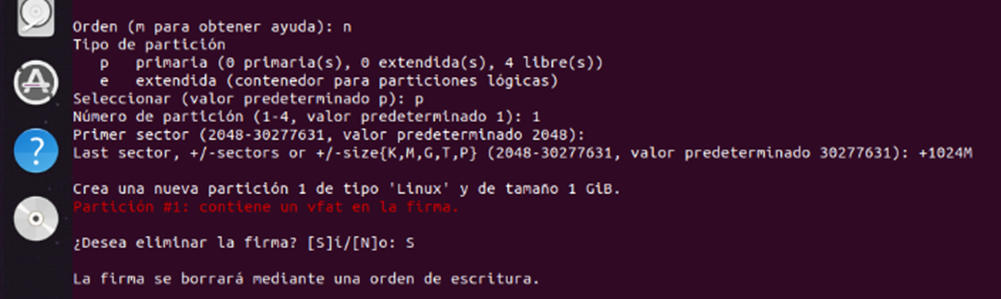 Orden (m para obtener ayuda): n
Tipo de partición
p primaria (0 primaria(s), 0 extendida(s), 4 libre(s))
e extendida (contenedor para particiones lógicas)
Seleccionar (valor predeterminado p): p
Número de partición (1-4, valor predeterminado 1): 1
Primer sector (2048-30277631, valor predeterminado 2048):
Last sector, +/-sectors or +/-size{K,M,G,T,P} (2048-30277631, valor predeterminado 30277631): +1024M
Crea una nueva partición 1 de tipo 'Linux' y de tamaño 1 GiB.
Partición #1: contiene un vfat en la firma.
¿Desea eliminar la firma? [S]í/[N]o: S
La firma se borrará mediante una orden de escritura.